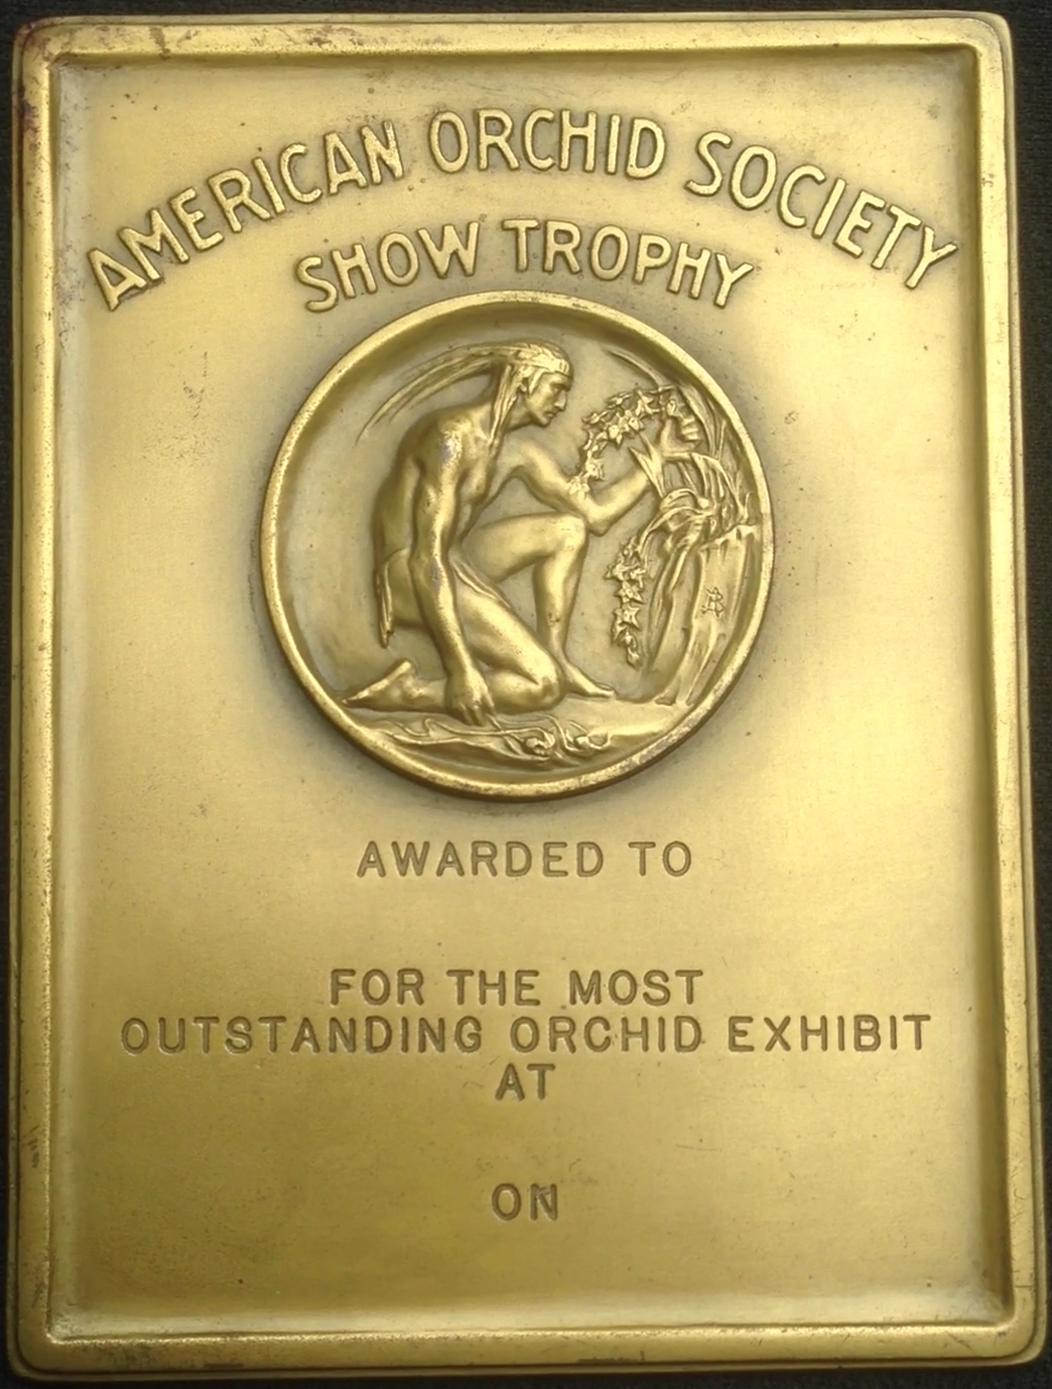 AMERICAN ORCHID SOCIETY
SHOW TROPHY
AWARDED TO
FOR THE MOST
OUTSTANDING ORCHID EXHIBIT
AT
ON